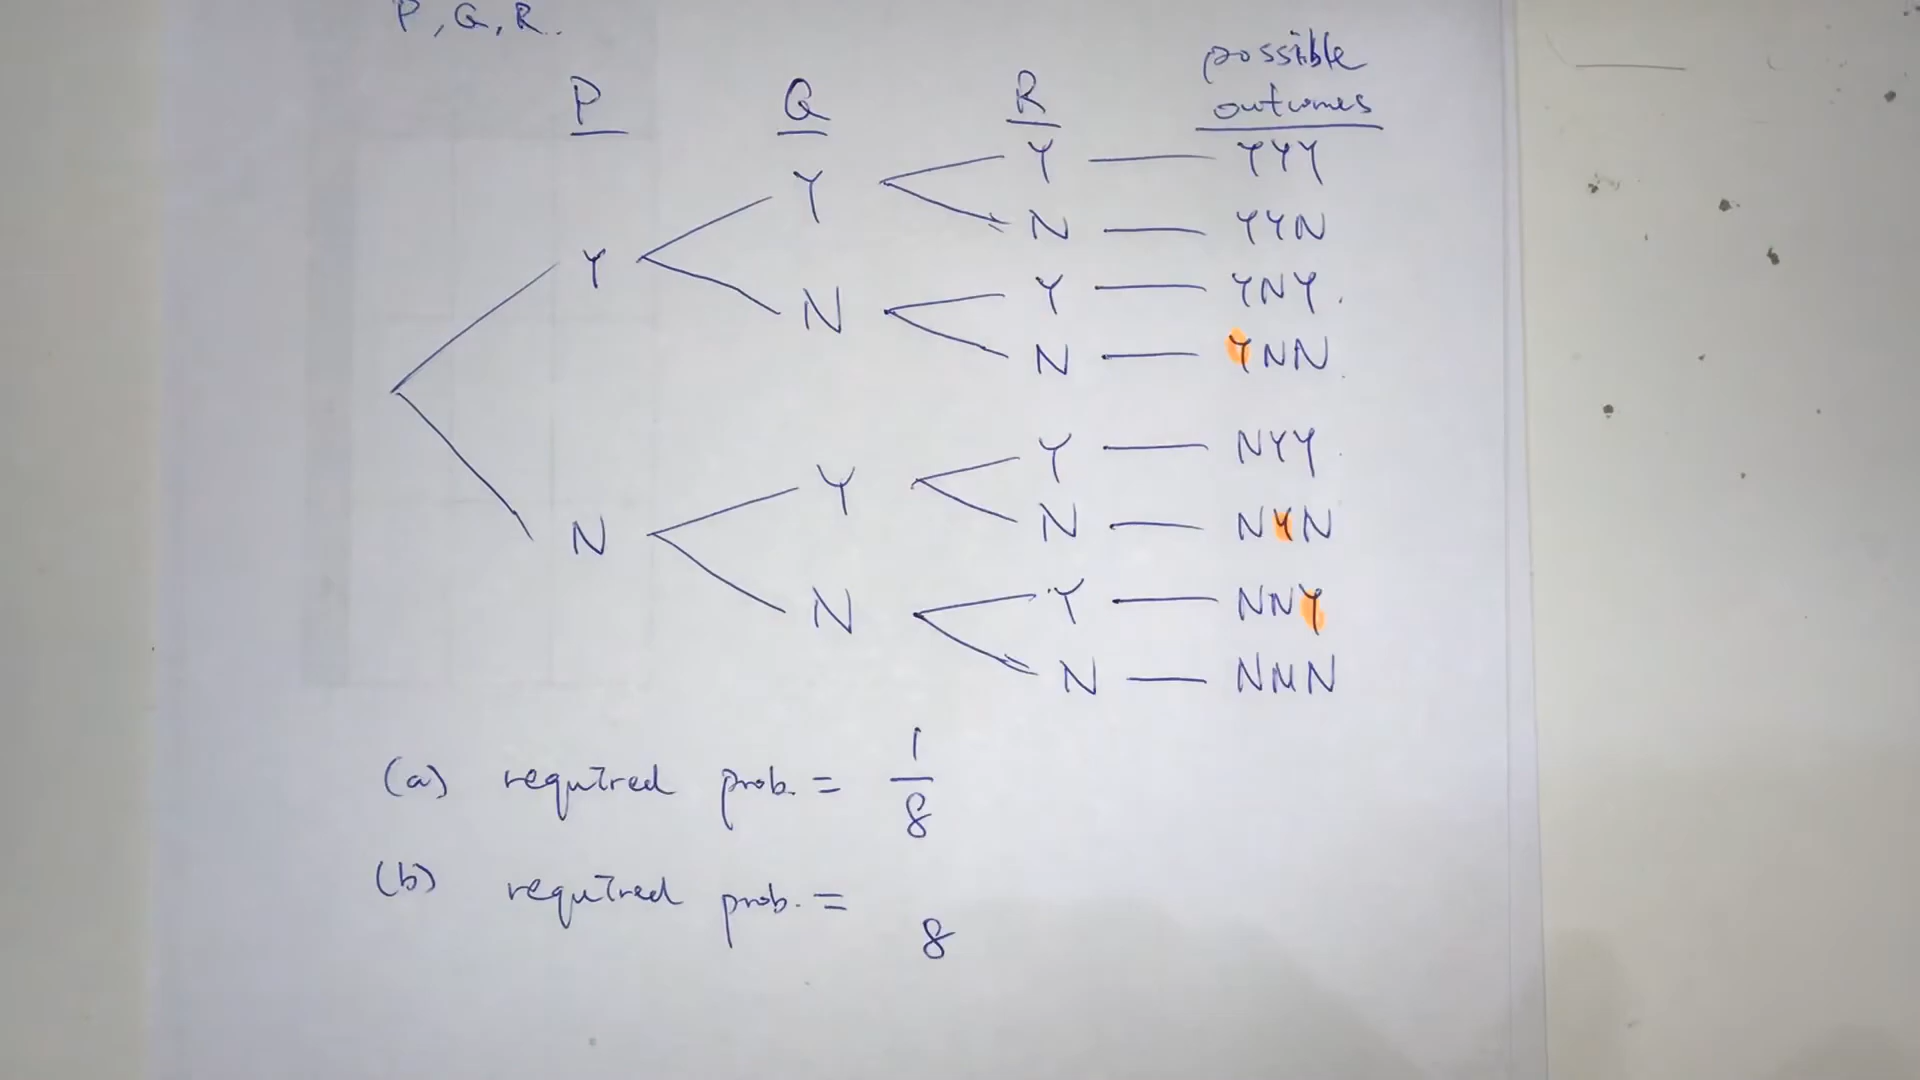 P, Q, R.
possible
P Q R outcomes
Y — YYY
Y
N — YYN
Y
Y — YNY.
N
N — YNN
Y — NYY
Y
N — NYN
N
Y — NNY
N
N — NNN
(a) required prob. = 1/8
(b) required prob. =
8